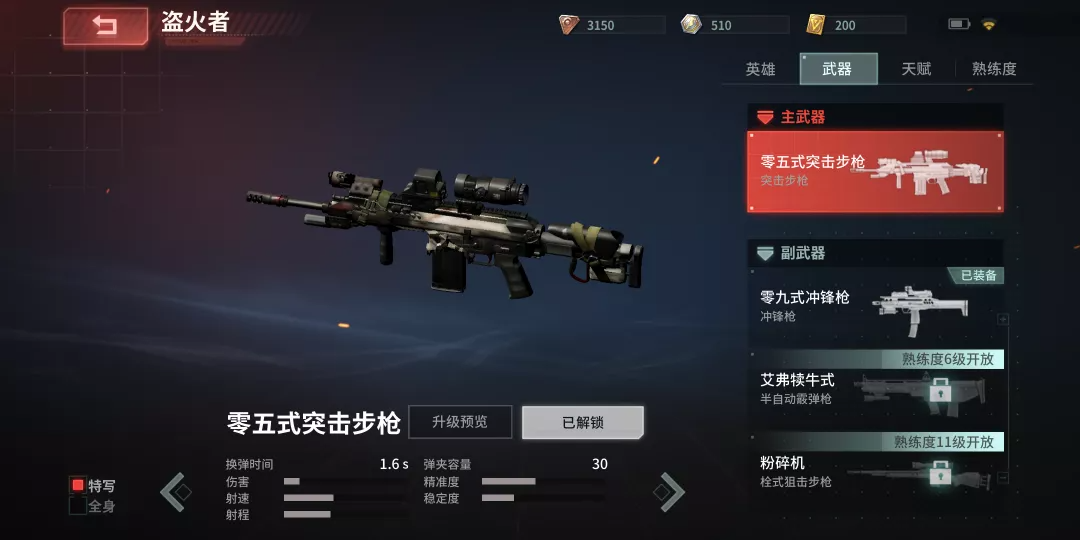 盗火者
3150
510
200
英雄
武器
天赋
熟练度
主武器
零五式突击步枪
突击步枪
副武器
已装备
零九式冲锋枪
冲锋枪
熟练度6级开放
艾弗犊牛式
半自动霰弹枪
熟练度11级开放
粉碎机
栓式狙击步枪
零五式突击步枪
升级预览
已解锁
换弹时间 1.6 s
弹夹容量 30
伤害
精准度
射速
稳定度
射程
特写
全身